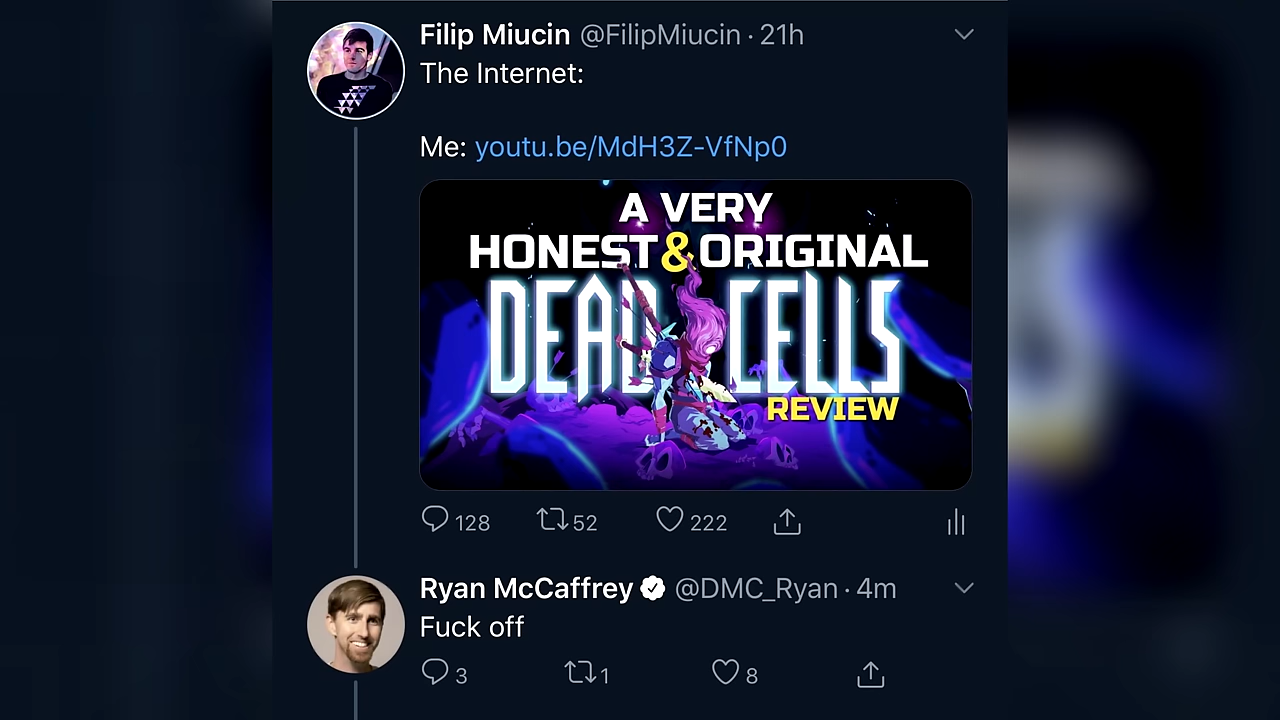 Filip Miucin @FilipMiucin · 21h
The Internet:
Me: youtu.be/MdH3Z-VfNp0
A VERY
HONEST & ORIGINAL
DEAD CELLS
REVIEW
128 52 222
Ryan McCaffrey @DMC_Ryan · 4m
Fuck off
3 1 8